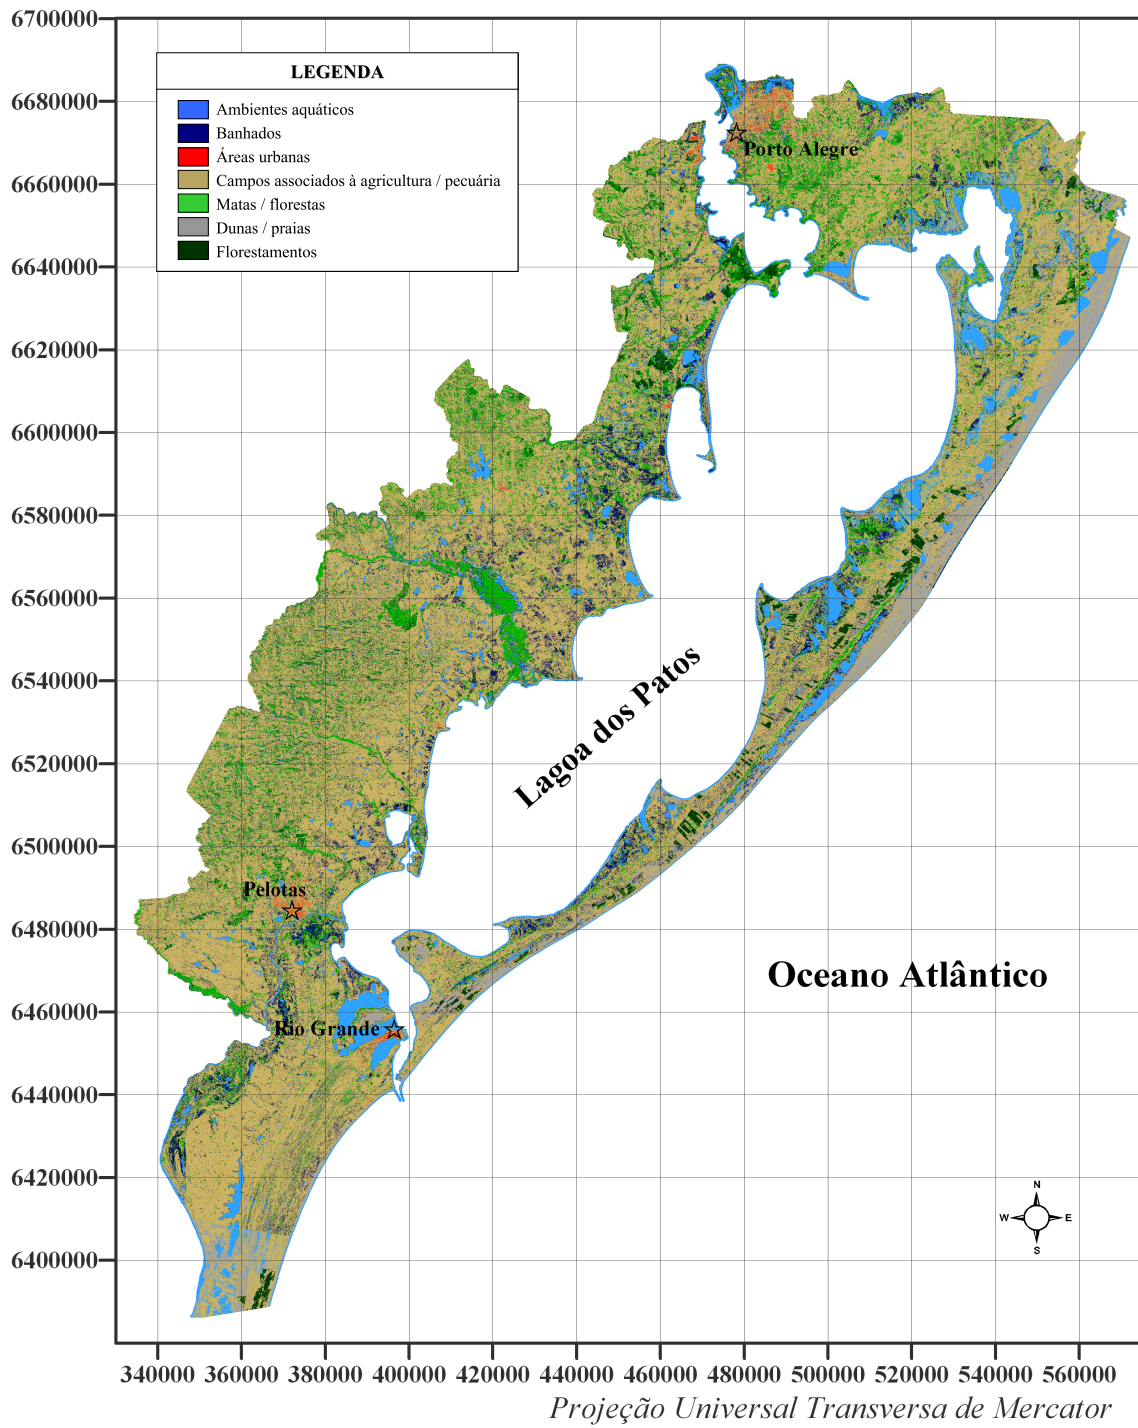 6700000
6680000
6660000
6640000
6620000
6600000
6580000
6560000
6540000
6520000
6500000
6480000
6460000
6440000
6420000
6400000
LEGENDA
Ambientes aquáticos
Banhados
Áreas urbanas
Campos associados à agricultura / pecuária
Matas / florestas
Dunas / praias
Florestamentos
Porto Alegre
Lagoa dos Patos
Pelotas
Oceano Atlântico
Rio Grande
N
W E
S
340000 360000 380000 400000 420000 440000 460000 480000 500000 520000 540000 560000
Projeção Universal Transversa de Mercator